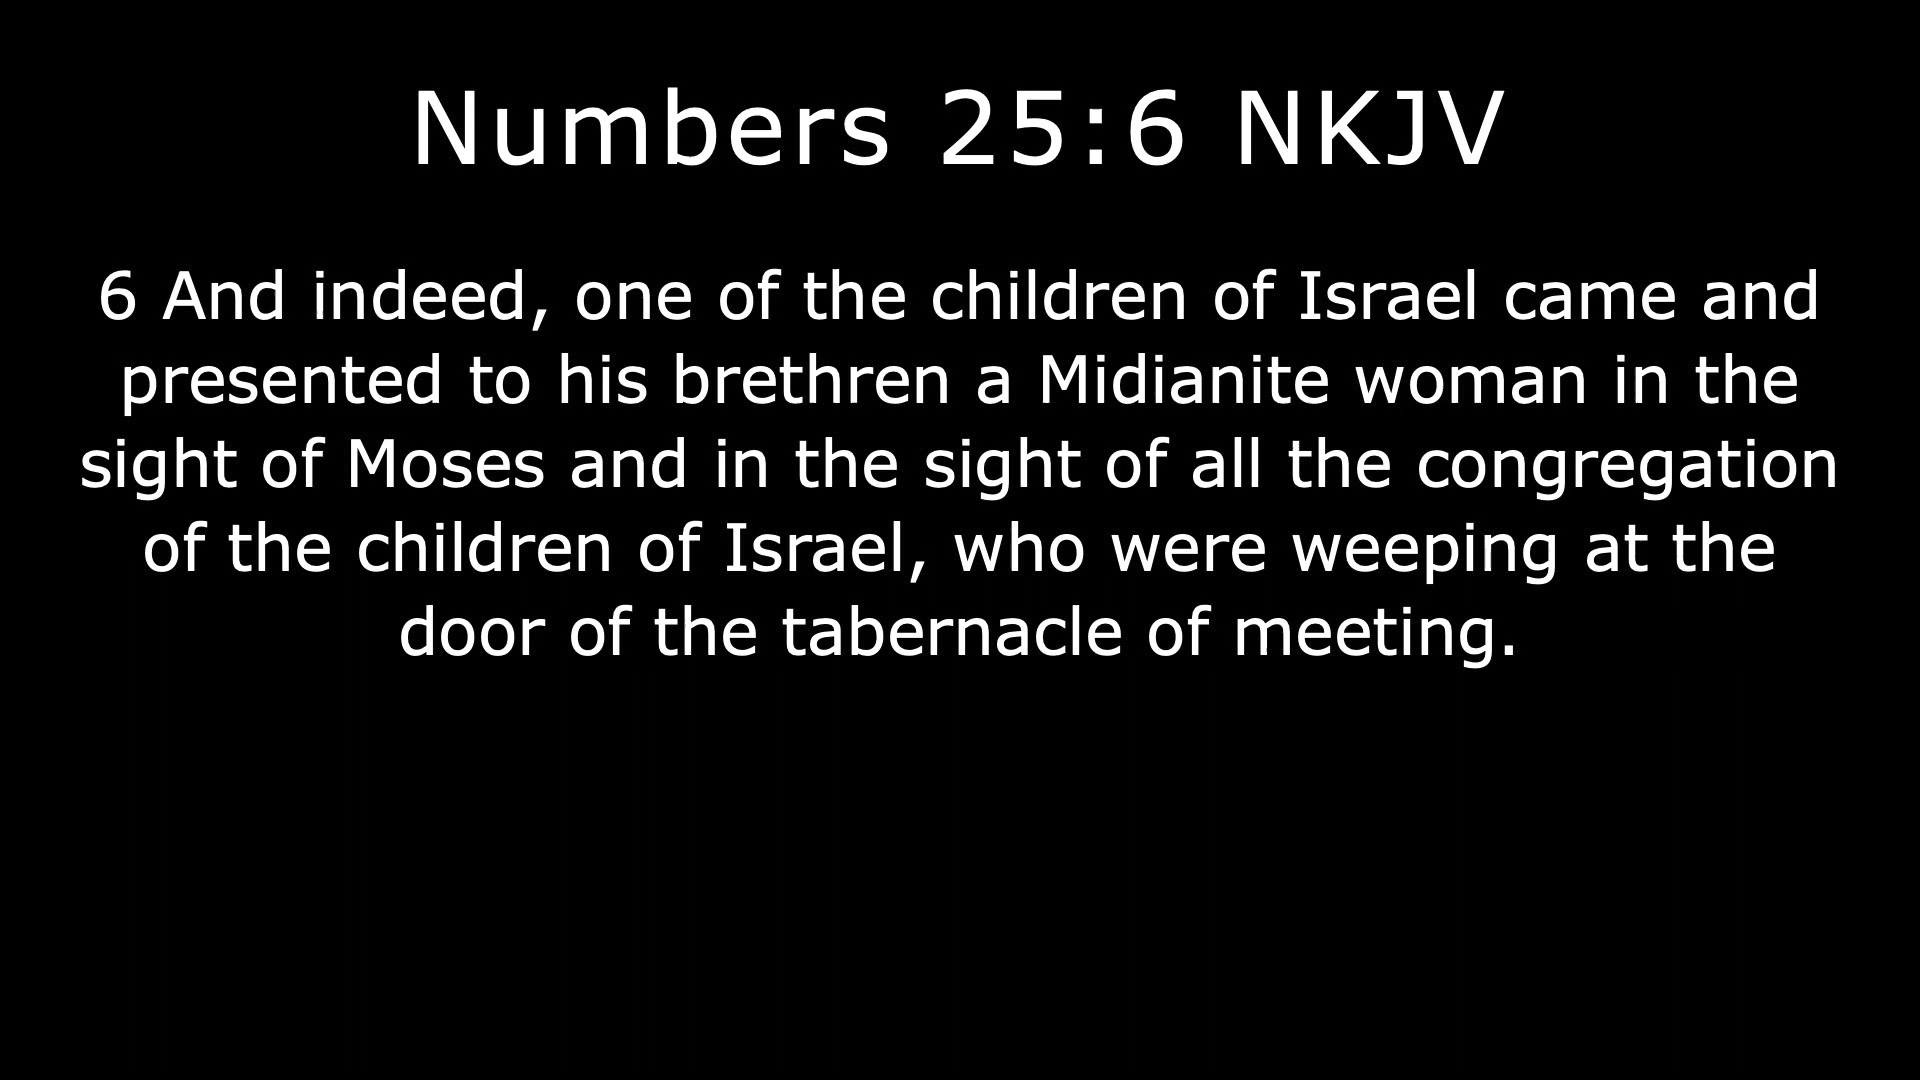 Numbers 25:6 NKJV
6 And indeed, one of the children of Israel came and
presented to his brethren a Midianite woman in the
sight of Moses and in the sight of all the congregation
of the children of Israel, who were weeping at the
door of the tabernacle of meeting.